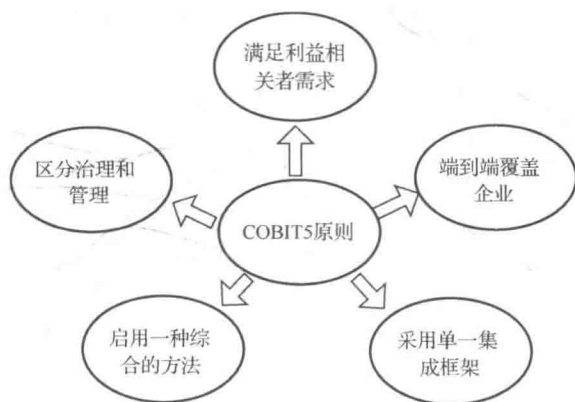 满足利益相
关者需求
区分治理和
管理
端到端覆盖
企业
COBIT5原则
启用一种综
合的方法
采用单一集
成框架